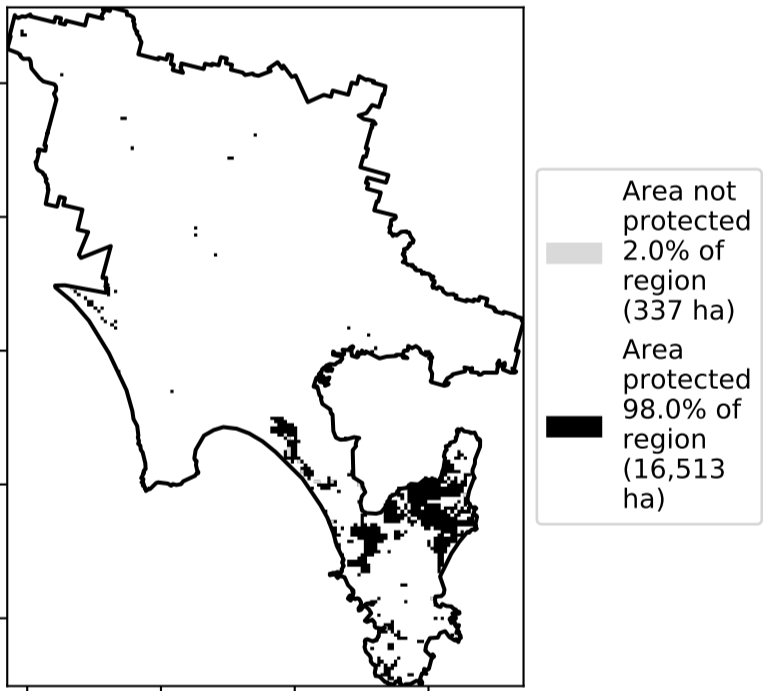 Area not
protected
2.0% of
region
(337 ha)
Area
protected
98.0% of
region
(16,513
ha)